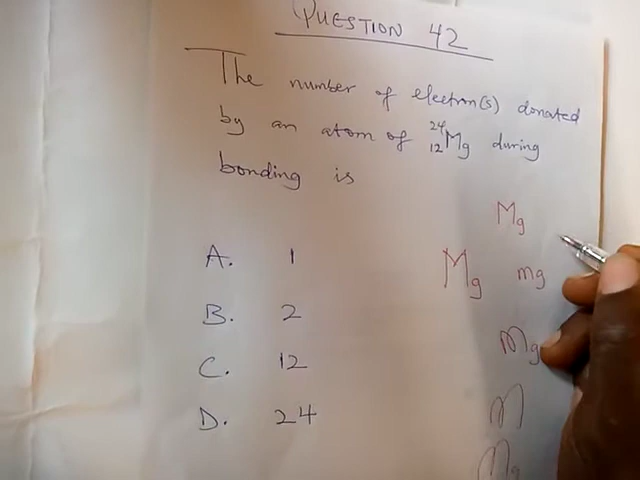 QUESTION 42
The number of electron(s) donated
by an atom of ²⁴₁₂Mg during
bonding is
Mg
A. 1
Mg mg
B. 2
Mg
C. 12
D. 24
M
Mg